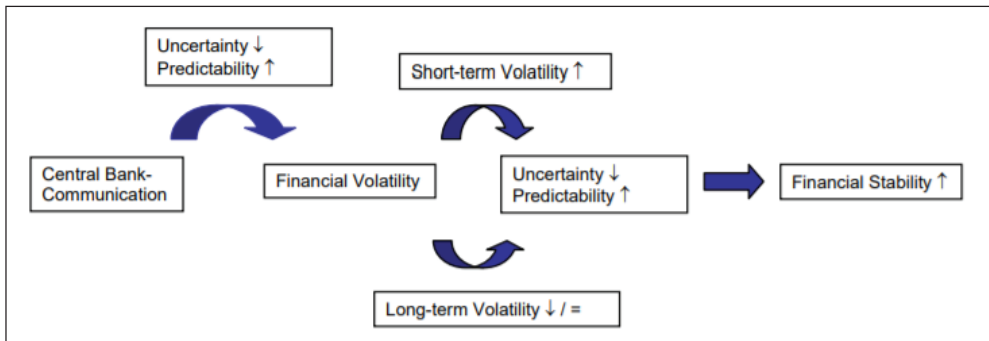 Uncertainty ↓
Predictability ↑
Short-term Volatility ↑
Central Bank-
Communication
Financial Volatility
Uncertainty ↓
Predictability ↑
Financial Stability ↑
Long-term Volatility ↓ / =